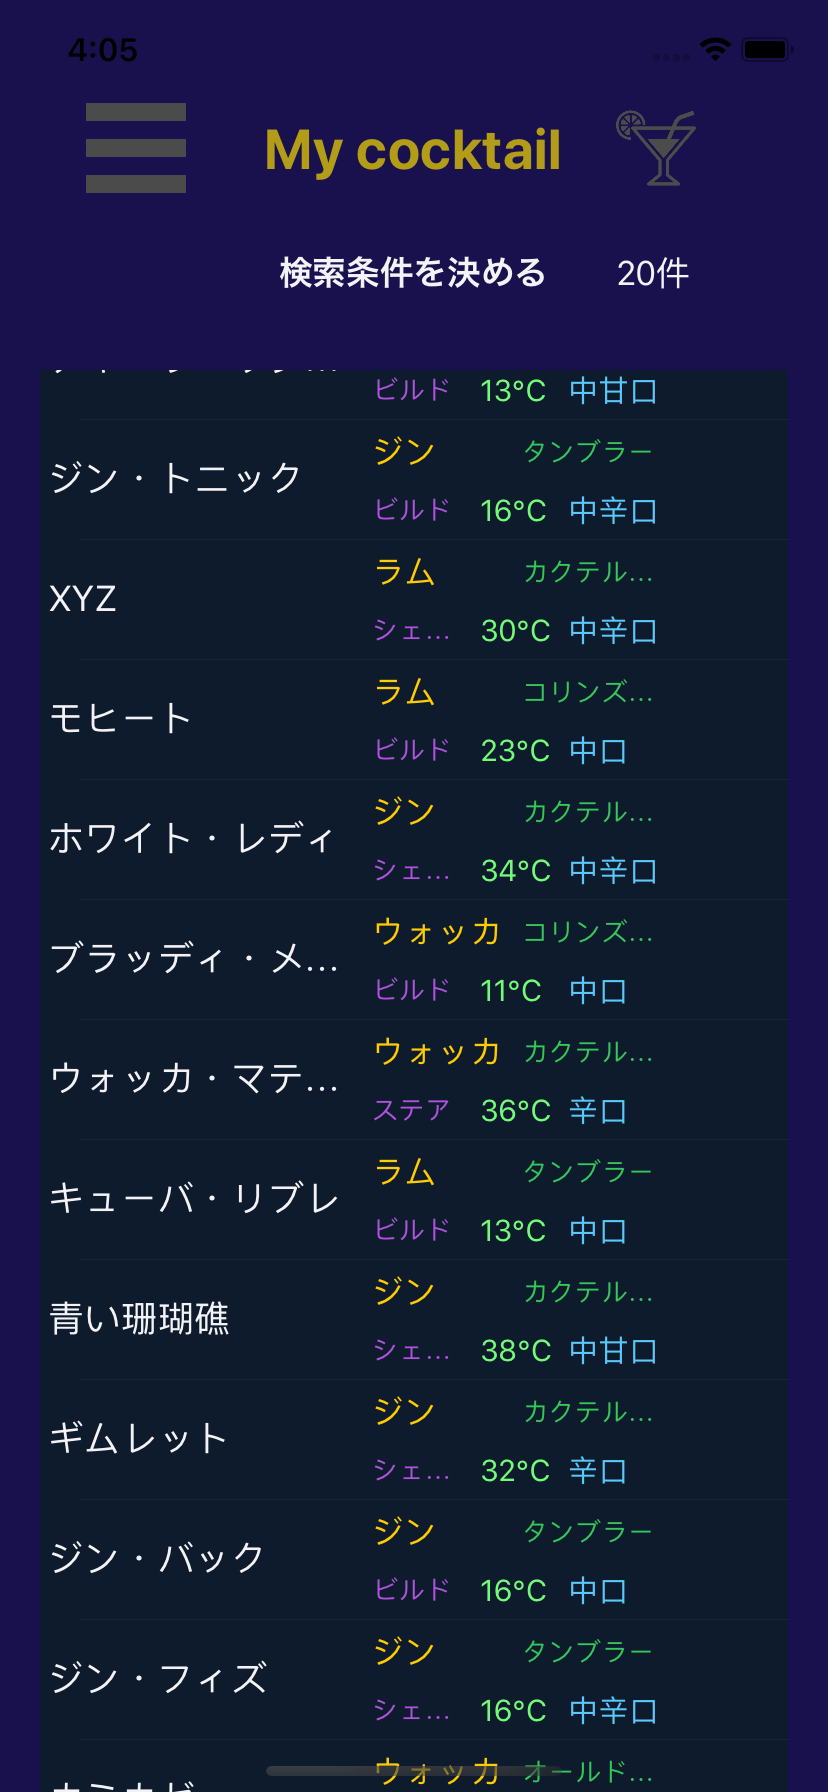 4:05
My cocktail
検索条件を決める 20件
ビルド 13°C 中甘口
ジン・トニック
ジン タンブラー
ビルド 16°C 中辛口
XYZ
ラム カクテル...
シェ... 30°C 中辛口
モヒート
ラム コリンズ...
ビルド 23°C 中口
ホワイト・レディ
ジン カクテル...
シェ... 34°C 中辛口
ブラッディ・メ...
ウォッカ コリンズ...
ビルド 11°C 中口
ウォッカ・マテ...
ウォッカ カクテル...
ステア 36°C 辛口
キューバ・リブレ
ラム タンブラー
ビルド 13°C 中口
青い珊瑚礁
ジン カクテル...
シェ... 38°C 中甘口
ギムレット
ジン カクテル...
シェ... 32°C 辛口
ジン・バック
ジン タンブラー
ビルド 16°C 中口
ジン・フィズ
ジン タンブラー
シェ... 16°C 中辛口
ウォッカ オールド...